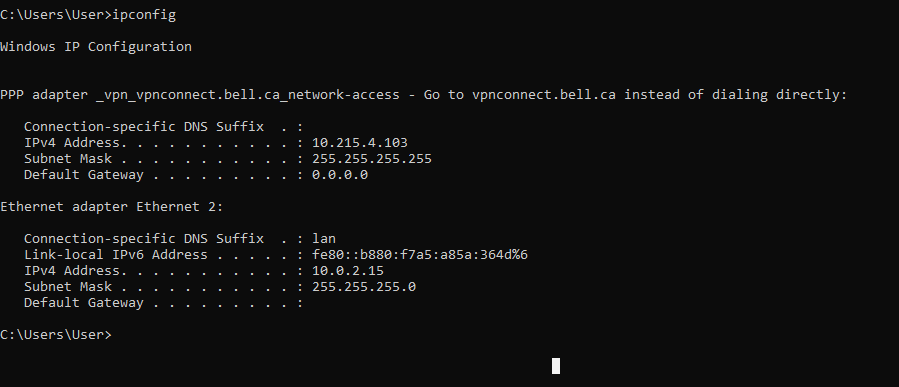 C:\Users\User>ipconfig
Windows IP Configuration
PPP adapter _vpn_vpnconnect.bell.ca_network-access - Go to vpnconnect.bell.ca instead of dialing directly:
Connection-specific DNS Suffix  . :
IPv4 Address. . . . . . . . . . . : 10.215.4.103
Subnet Mask . . . . . . . . . . . : 255.255.255.255
Default Gateway . . . . . . . . . : 0.0.0.0
Ethernet adapter Ethernet 2:
Connection-specific DNS Suffix  . : lan
Link-local IPv6 Address . . . . . : fe80::b880:f7a5:a85a:364d%6
IPv4 Address. . . . . . . . . . . : 10.0.2.15
Subnet Mask . . . . . . . . . . . : 255.255.255.0
Default Gateway . . . . . . . . . :
C:\Users\User>